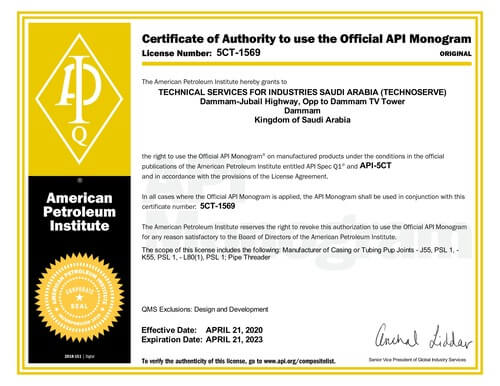 Certificate of Authority to use the Official API Monogram
License Number: 5CT-1569
ORIGINAL
The American Petroleum Institute hereby grants to
TECHNICAL SERVICES FOR INDUSTRIES SAUDI ARABIA (TECHNOSERVE)
Dammam-Jubail Highway, Opp to Dammam TV Tower
Dammam
Kingdom of Saudi Arabia
the right to use the Official API Monogram® on manufactured products under the conditions in the official
publications of the American Petroleum Institute entitled API Spec Q1® and API-5CT
and in accordance with the provisions of the License Agreement.
In all cases where the Official API Monogram is applied, the API Monogram shall be used in conjunction with this
certificate number: 5CT-1569
The American Petroleum Institute reserves the right to revoke this authorization to use the Official API Monogram
for any reason satisfactory to the Board of Directors of the American Petroleum Institute.
The scope of this license includes the following: Manufacturer of Casing or Tubing Pup Joints - J55, PSL 1, -
K55, PSL 1, - L80(1), PSL 1; Pipe Threader
QMS Exclusions: Design and Development
Effective Date: APRIL 21, 2020
Expiration Date: APRIL 21, 2023
To verify the authenticity of this license, go to www.api.org/compositelist.
Senior Vice President of Global Industry Services
API
Q
®
American
Petroleum
Institute
AMERICAN PETROLEUM INSTITUTE
CORPORATE
SEAL
2018-151 | Digital